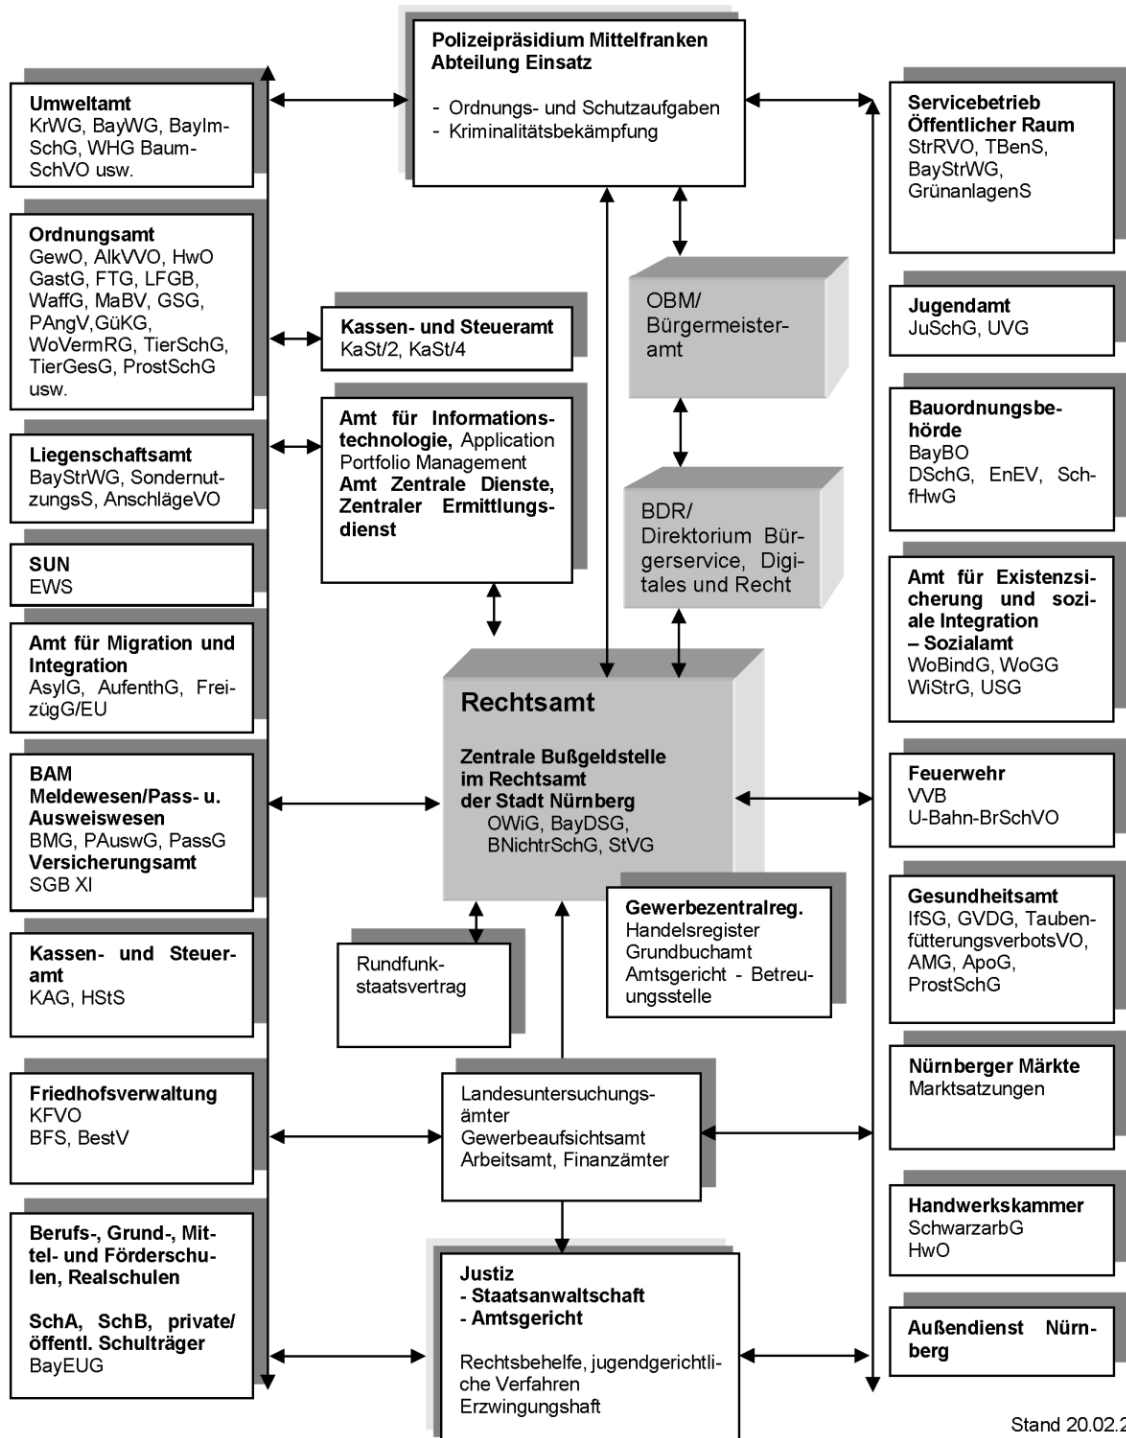 Polizeipräsidium Mittelfranken
Abteilung Einsatz
- Ordnungs- und Schutzaufgaben
- Kriminalitätsbekämpfung
Umweltamt
KrWG, BayWG, BayIm-
SchG, WHG Baum-
SchVO usw.
Ordnungsamt
GewO, AlkVVO, HwO
GastG, FTG, LFGB,
WaffG, MaBV, GSG,
PAngV,GüKG,
WoVermRG, TierSchG,
TierGesG, ProstSchG
usw.
Liegenschaftsamt
BayStrWG, Sondernut-
zungsS, AnschlägeVO
SUN
EWS
Amt für Migration und
Integration
AsylG, AufenthG, Frei-
zügG/EU
BAM
Meldewesen/Pass- u.
Ausweiswesen
BMG, PAuswG, PassG
Versicherungsamt
SGB XI
Kassen- und Steuer-
amt
KAG, HStS
Friedhofsverwaltung
KFVO
BFS, BestV
Berufs-, Grund-, Mit-
tel- und Förderschu-
len, Realschulen
SchA, SchB, private/
öffentl. Schulträger
BayEUG
Kassen- und Steueramt
KaSt/2, KaSt/4
Amt für Informations-
technologie, Application
Portfolio Management
Amt Zentrale Dienste,
Zentraler Ermittlungs-
dienst
OBM/
Bürgermeister-
amt
BDR/
Direktorium Bür-
gerservice, Digi-
tales und Recht
Rechtsamt
Zentrale Bußgeldstelle
im Rechtsamt
der Stadt Nürnberg
OWiG, BayDSG,
BNichtrSchG, StVG
Gewerbezentralreg.
Handelsregister
Grundbuchamt
Amtsgericht - Betreu-
ungsstelle
Rundfunk-
staatsvertrag
Landesuntersuchungs-
ämter
Gewerbeaufsichtsamt
Arbeitsamt, Finanzämter
Justiz
- Staatsanwaltschaft
- Amtsgericht
Rechtsbehelfe, jugendgerichtli-
che Verfahren
Erzwingungshaft
Servicebetrieb
Öffentlicher Raum
StrRVO, TBenS,
BayStrWG,
GrünanlagenS
Jugendamt
JuSchG, UVG
Bauordnungsbe-
hörde
BayBO
DSchG, EnEV, Sch-
fHwG
Amt für Existenzsi-
cherung und sozi-
ale Integration
– Sozialamt
WoBindG, WoGG
WiStrG, USG
Feuerwehr
VVB
U-Bahn-BrSchVO
Gesundheitsamt
IfSG, GVDG, Tauben-
fütterungsverbotsVO,
AMG, ApoG,
ProstSchG
Nürnberger Märkte
Marktsatzungen
Handwerkskammer
SchwarzarbG
HwO
Außendienst Nürn-
berg
Stand 20.02.2